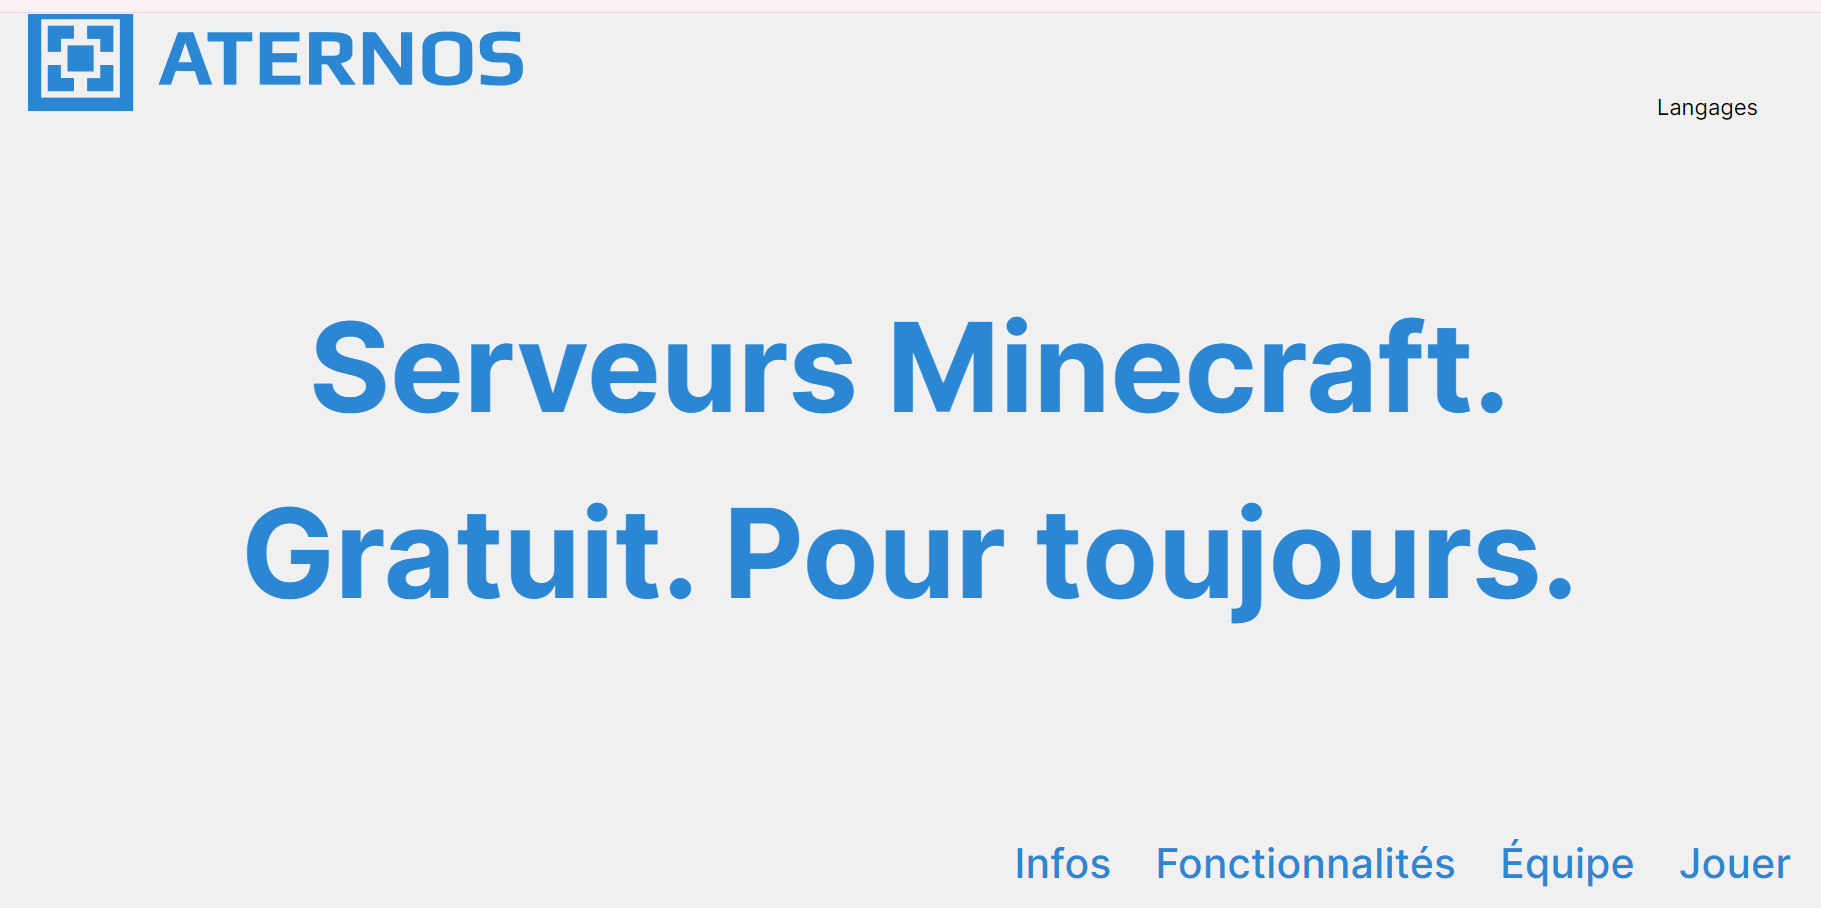 ATERNOS
Langages
Serveurs Minecraft.
Gratuit. Pour toujours.
Infos Fonctionnalités Équipe Jouer